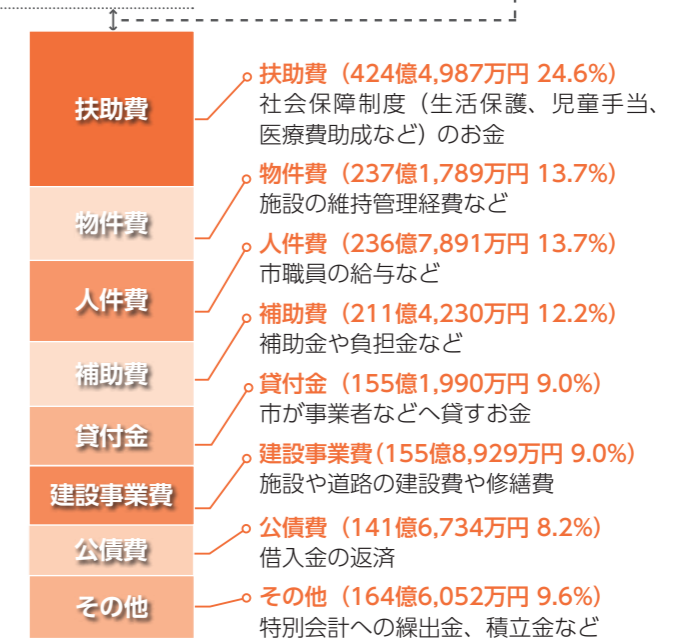 扶助費
物件費
人件費
補助費
貸付金
建設事業費
公債費
その他
扶助費（424億4,987万円 24.6%）
社会保障制度（生活保護、児童手当、
医療費助成など）のお金
物件費（237億1,789万円 13.7%）
施設の維持管理経費など
人件費（236億7,891万円 13.7%）
市職員の給与など
補助費（211億4,230万円 12.2%）
補助金や負担金など
貸付金（155億1,990万円 9.0%）
市が事業者などへ貸すお金
建設事業費（155億8,929万円 9.0%）
施設や道路の建設費や修繕費
公債費（141億6,734万円 8.2%）
借入金の返済
その他（164億6,052万円 9.6%）
特別会計への繰出金、積立金など